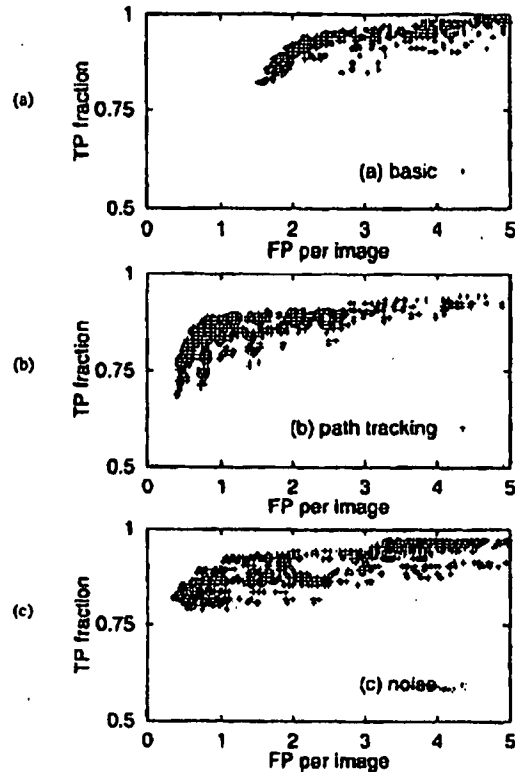 (a)
TP fraction
1
0.75
0.5
(a) basic
0 1 2 3 4 5
FP per image
(b)
TP fraction
1
0.75
0.5
(b) path tracking
0 1 2 3 4 5
FP per image
(c)
TP fraction
1
0.75
0.5
(c) noise
0 1 2 3 4 5
FP per image